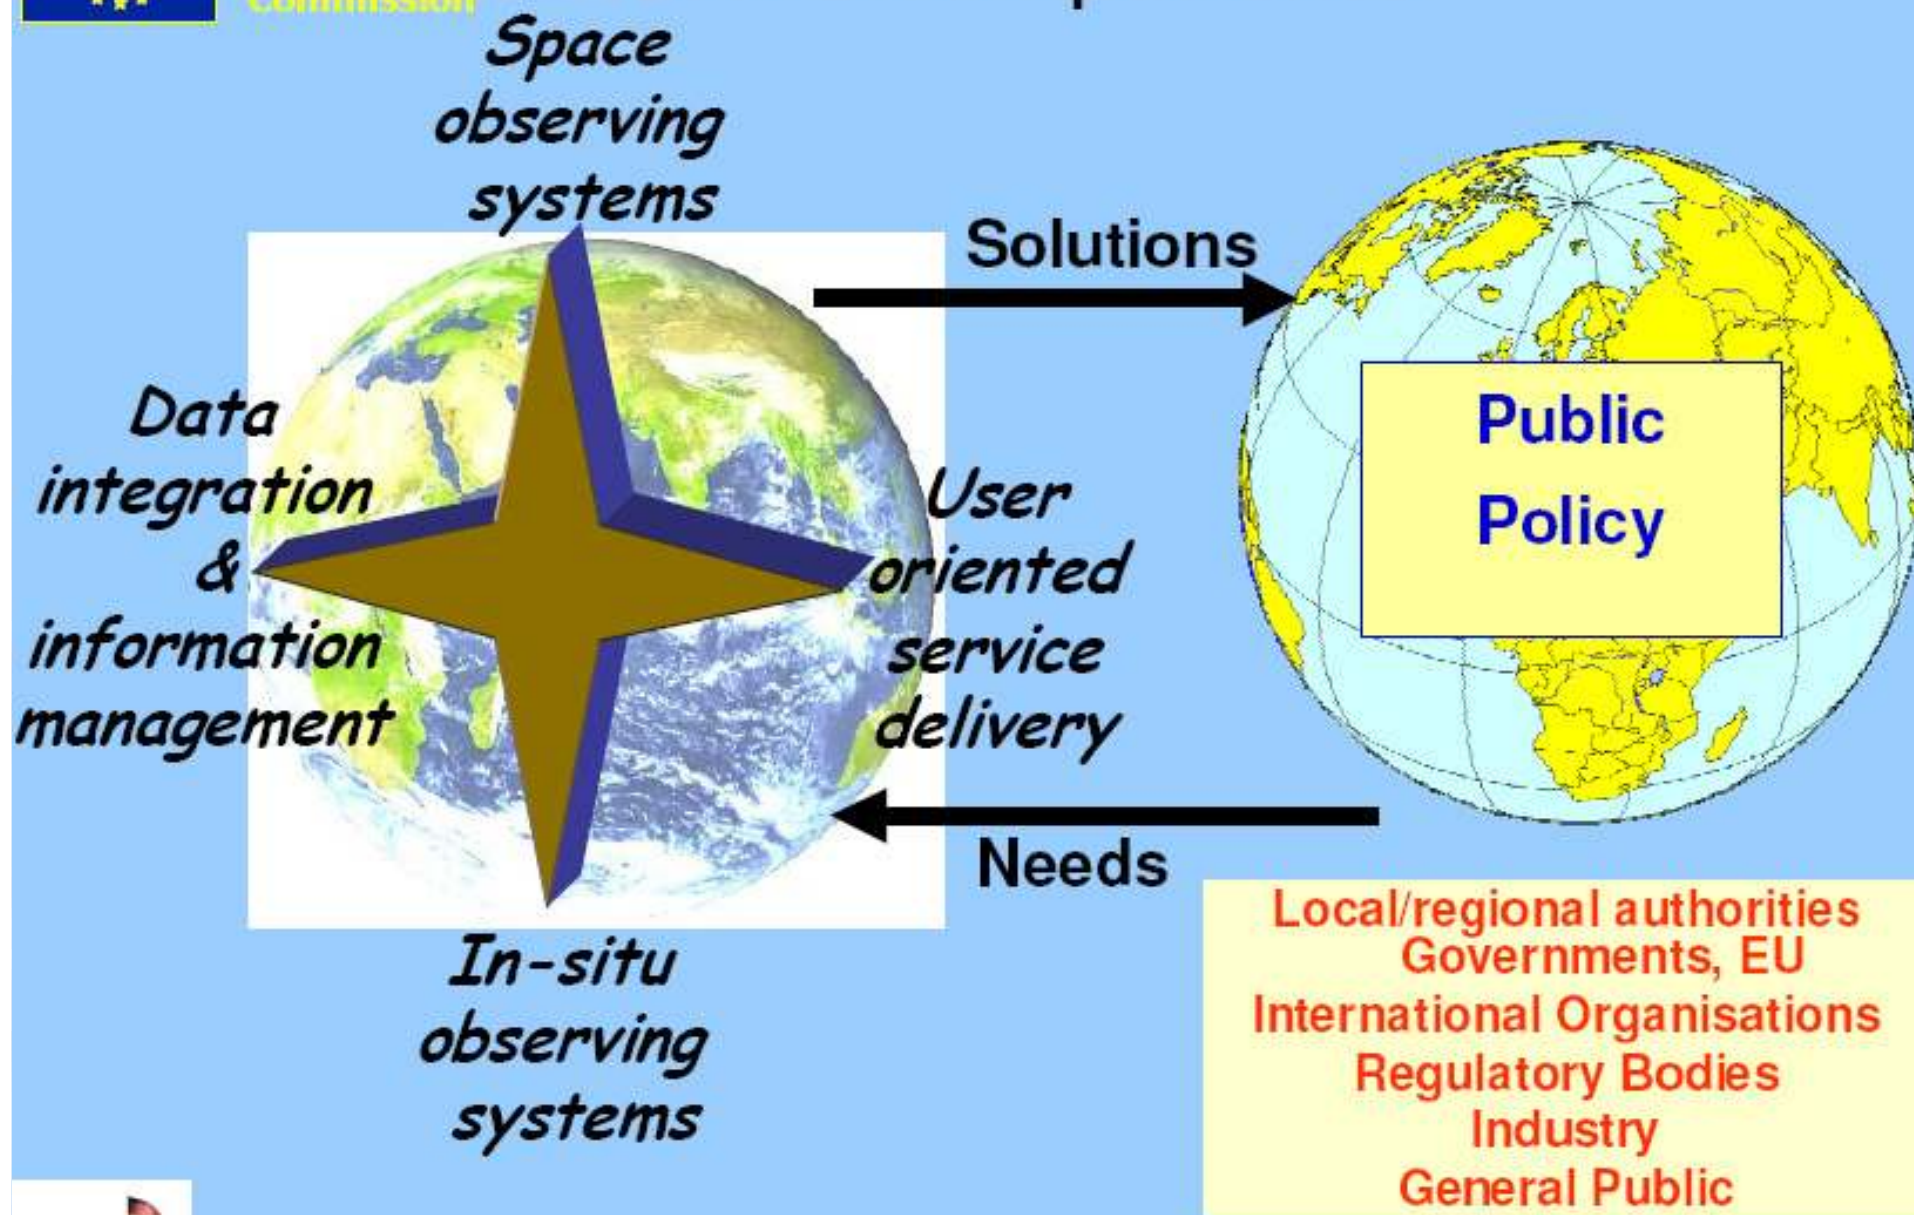 Commission
Space
observing
systems
Solutions
Data
integration
&
information
management
User
oriented
service
delivery
Public
Policy
Needs
In-situ
observing
systems
Local/regional authorities
Governments, EU
International Organisations
Regulatory Bodies
Industry
General Public